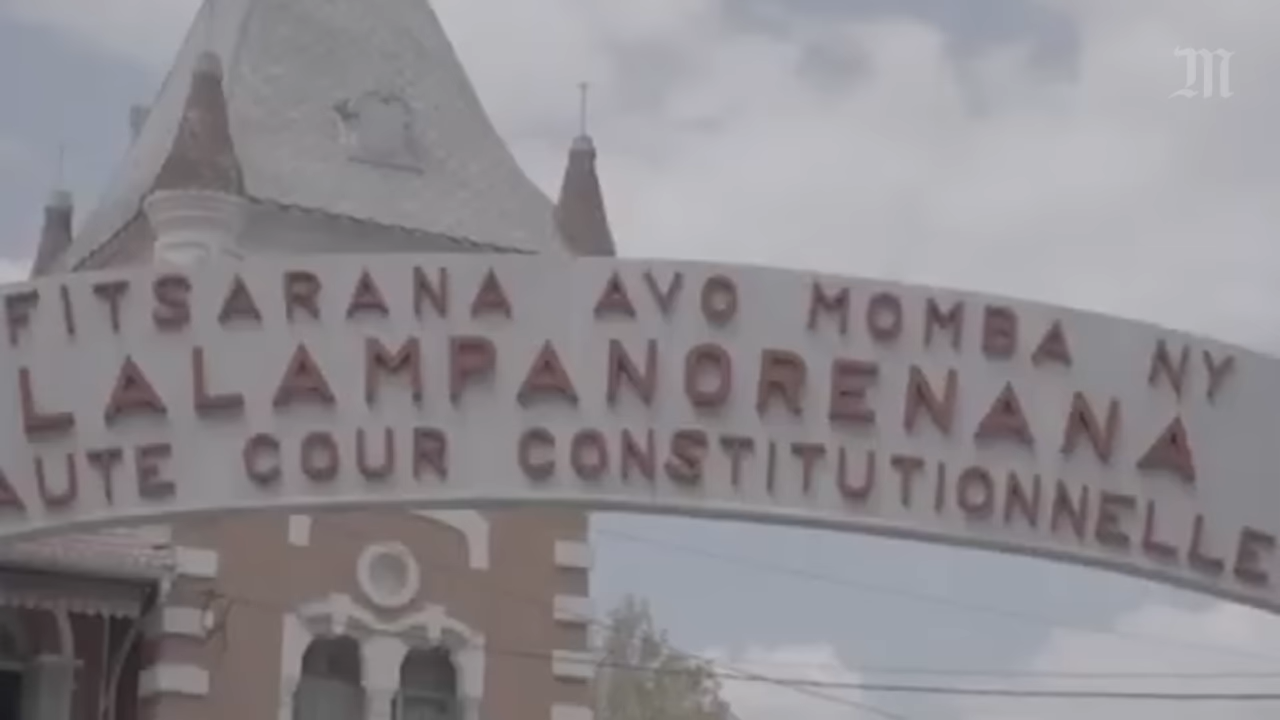 FITSARANA AVO MOMBA NY
LALAMPANORENANA
AUTE COUR CONSTITUTIONNELLE
M